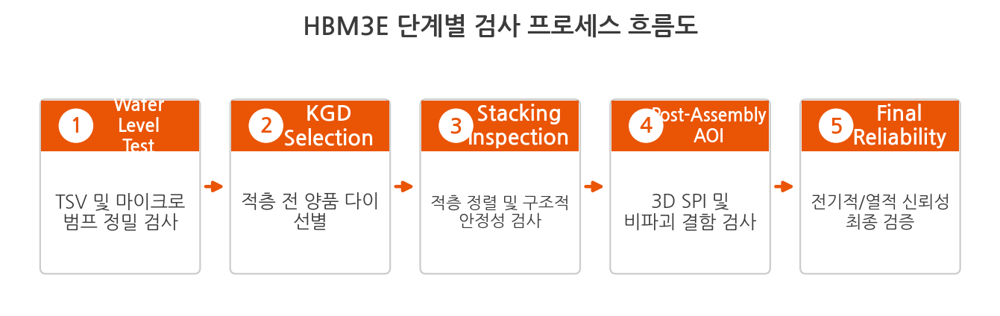 HBM3E 단계별 검사 프로세스 흐름도
1
Wafer
Level
Test
TSV 및 마이크로
범프 정밀 검사
2
KGD
Selection
적층 전 양품 다이
선별
3
Stacking
Inspection
적층 정렬 및 구조적
안정성 검사
4
Post-Assembly
AOI
3D SPI 및
비파괴 결함 검사
5
Final
Reliability
전기적/열적 신뢰성
최종 검증